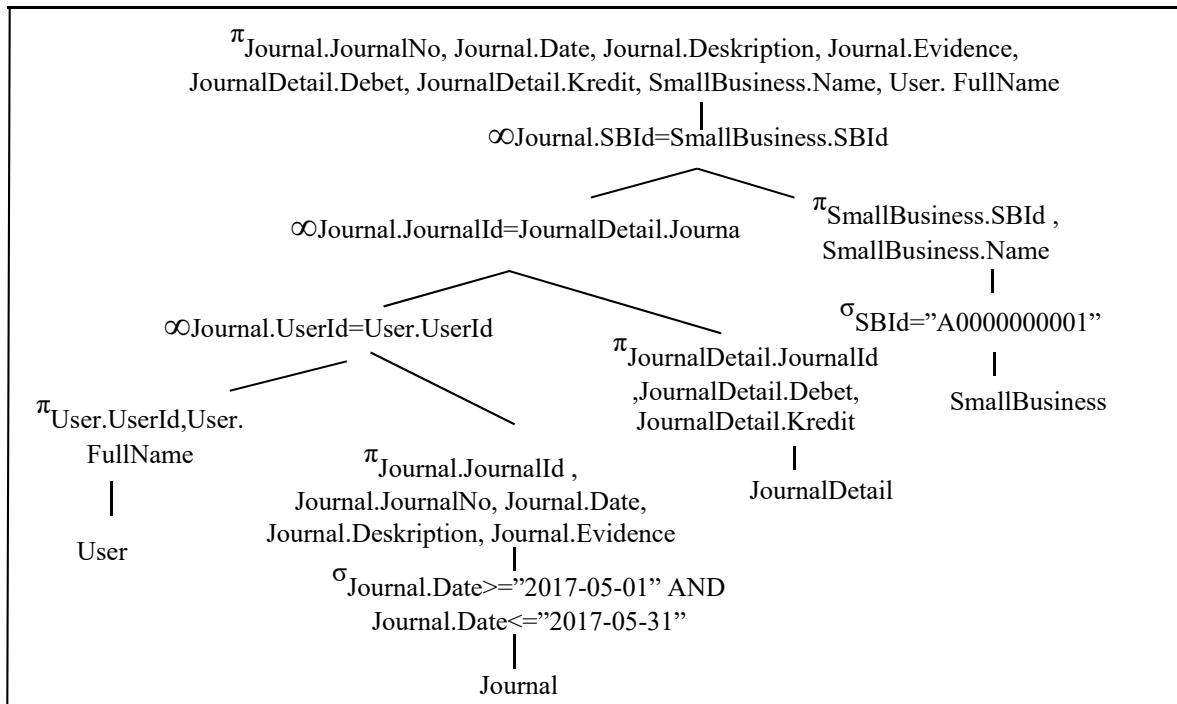 πJournal.JournalNo, Journal.Date, Journal.Deskription, Journal.Evidence,
JournalDetail.Debet, JournalDetail.Kredit, SmallBusiness.Name, User. FullName
∞Journal.SBId=SmallBusiness.SBId
∞Journal.JournalId=JournalDetail.Journa
πSmallBusiness.SBId ,
SmallBusiness.Name
∞Journal.UserId=User.UserId
σSBId=”A0000000001”
SmallBusiness
πJournalDetail.JournalId
,JournalDetail.Debet,
JournalDetail.Kredit
JournalDetail
πUser.UserId,User.
FullName
User
πJournal.JournalId ,
Journal.JournalNo, Journal.Date,
Journal.Deskription, Journal.Evidence
σJournal.Date>=”2017-05-01” AND
Journal.Date<=”2017-05-31”
Journal